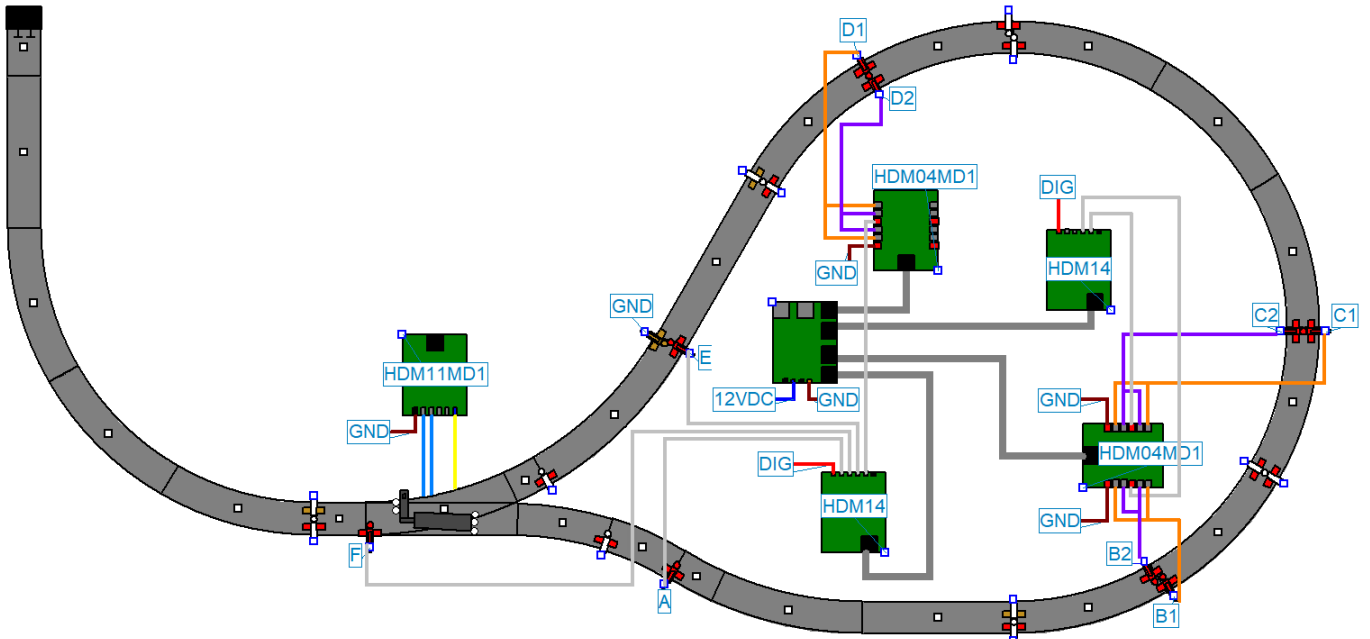 D1
D2
HDM04MD1
DIG
GND
HDM14
GND
E
C2
C1
HDM11MD1
12VDC
GND
GND
GND
HDM04MD1
DIG
HDM14
GND
F
B2
A
B1